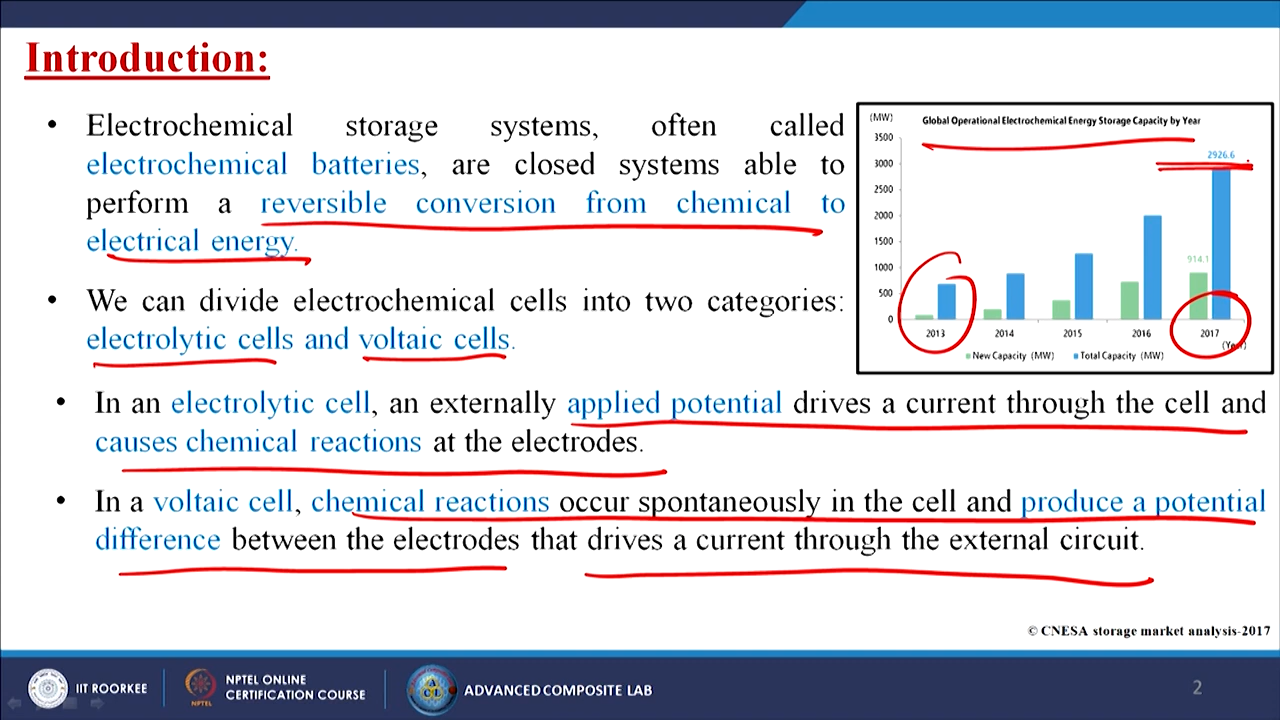 Introduction:
• Electrochemical storage systems, often called
electrochemical batteries, are closed systems able to
perform a reversible conversion from chemical to
electrical energy.
• We can divide electrochemical cells into two categories:
electrolytic cells and voltaic cells.
• In an electrolytic cell, an externally applied potential drives a current through the cell and
causes chemical reactions at the electrodes.
• In a voltaic cell, chemical reactions occur spontaneously in the cell and produce a potential
difference between the electrodes that drives a current through the external circuit.
(MW)
Global Operational Electrochemical Energy Storage Capacity by Year
3500
3000
2500
2000
1500
1000
500
0
2926.6
914.1
2013 2014 2015 2016 2017
(Year)
New Capacity (MW) Total Capacity (MW)
© CNESA storage market analysis-2017
IIT ROORKEE
NPTEL
NPTEL ONLINE
CERTIFICATION COURSE
ACL
ADVANCED COMPOSITE LAB
2